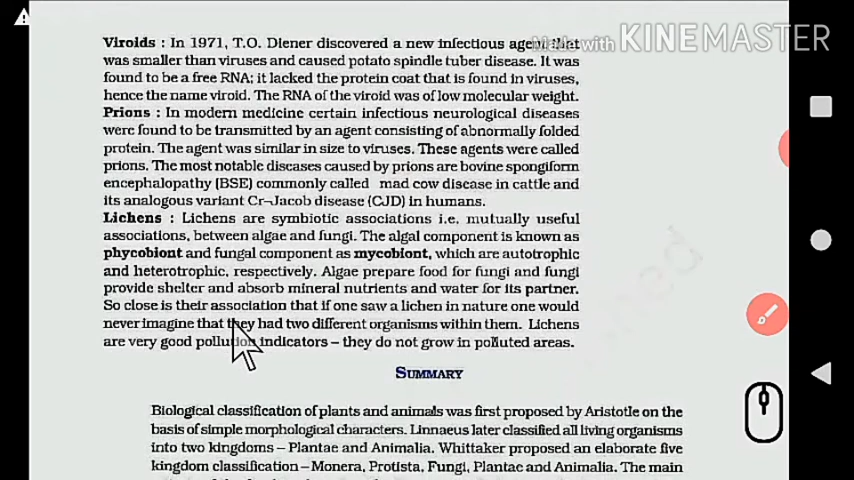 Made with KINEMASTER
Viroids : In 1971, T.O. Diener discovered a new infectious agent that
was smaller than viruses and caused potato spindle tuber disease. It was
found to be a free RNA; it lacked the protein coat that is found in viruses,
hence the name viroid. The RNA of the viroid was of low molecular weight.
Prions : In modern medicine certain infectious neurological diseases
were found to be transmitted by an agent consisting of abnormally folded
protein. The agent was similar in size to viruses. These agents were called
prions. The most notable diseases caused by prions are bovine spongiform
encephalopathy (BSE) commonly called mad cow disease in cattle and
its analogous variant Cr–Jacob disease (CJD) in humans.
Lichens : Lichens are symbiotic associations i.e. mutually useful
associations, between algae and fungi. The algal component is known as
phycobiont and fungal component as mycobiont, which are autotrophic
and heterotrophic, respectively. Algae prepare food for fungi and fungi
provide shelter and absorb mineral nutrients and water for its partner.
So close is their association that if one saw a lichen in nature one would
never imagine that they had two different organisms within them. Lichens
are very good pollution indicators – they do not grow in polluted areas.
SUMMARY
Biological classification of plants and animals was first proposed by Aristotle on the
basis of simple morphological characters. Linnaeus later classified all living organisms
into two kingdoms – Plantae and Animalia. Whittaker proposed an elaborate five
kingdom classification – Monera, Protista, Fungi, Plantae and Animalia. The main